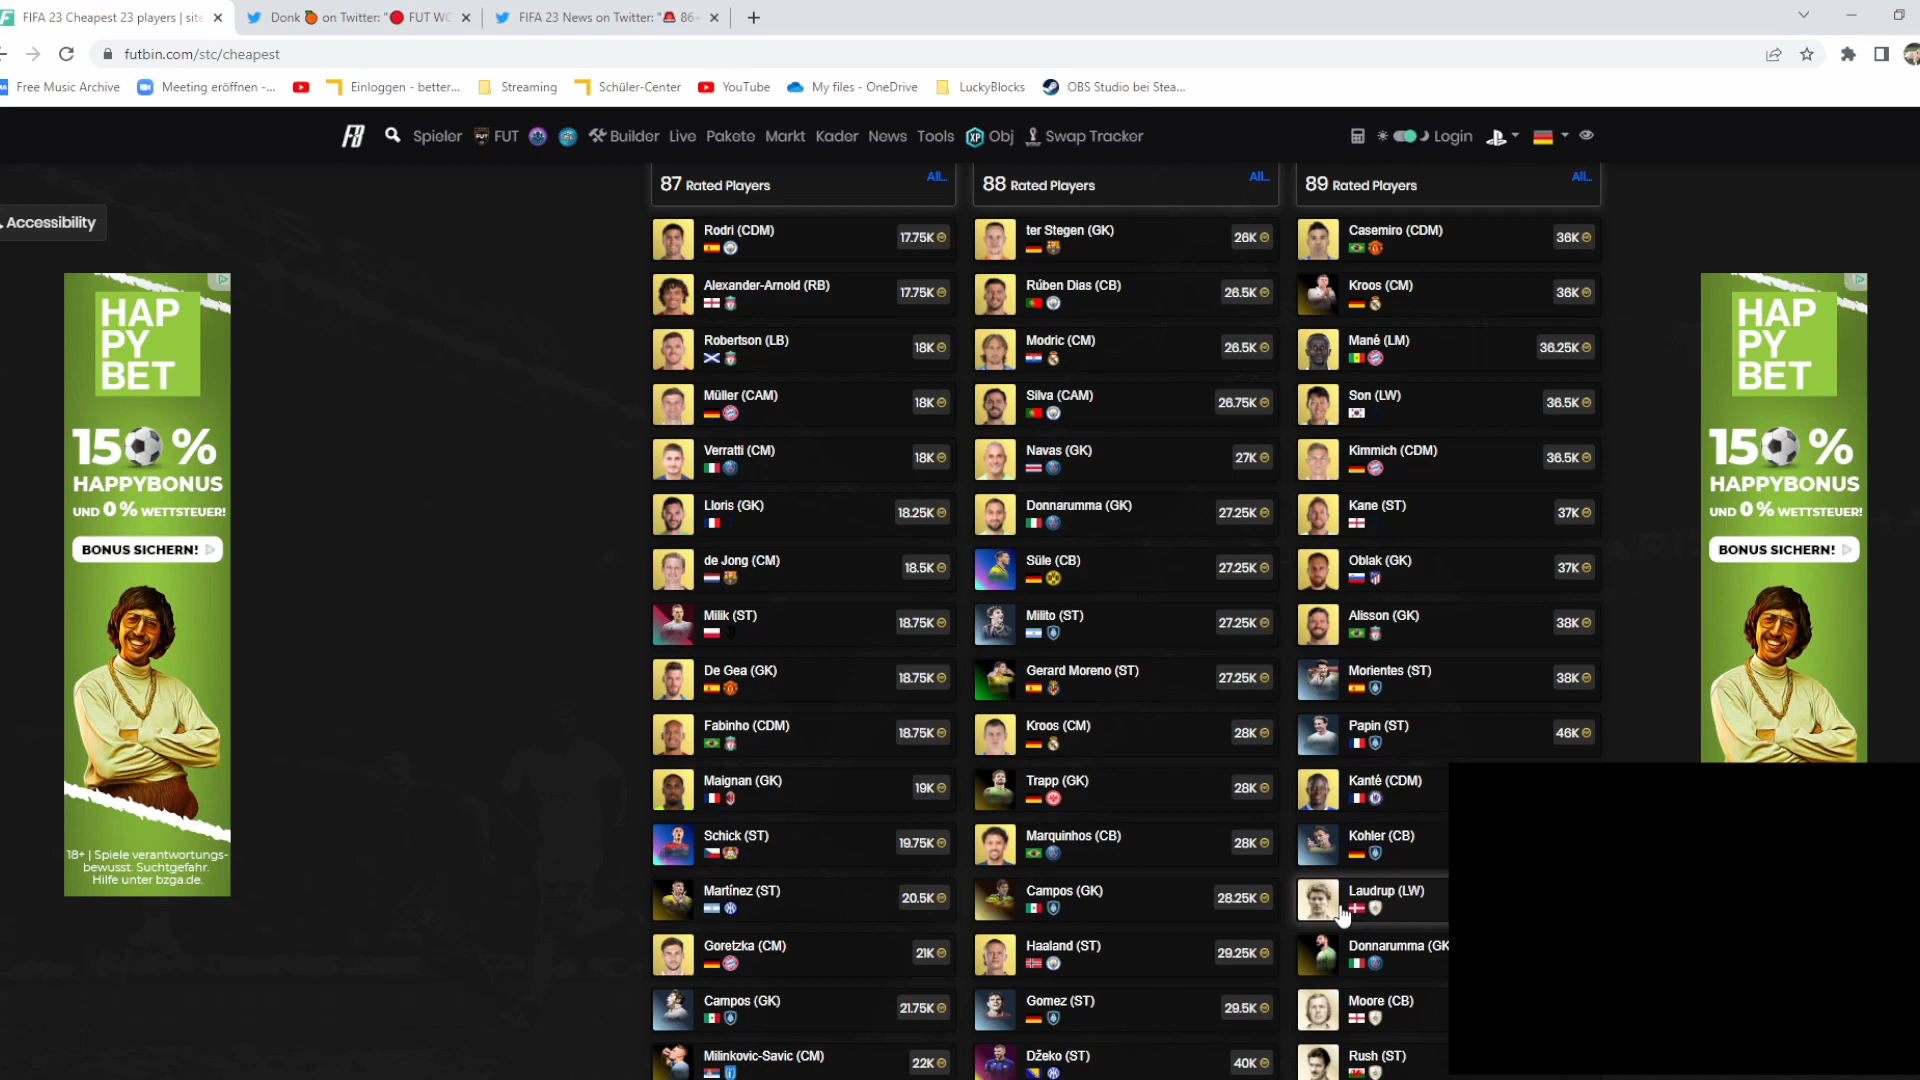 FIFA 23 Cheapest 23 players | site
Donk 🍊 on Twitter: "🔴 FUT WC
FIFA 23 News on Twitter: "🚨 86+
futbin.com/stc/cheapest
Free Music Archive
Meeting eröffnen -...
Einloggen - better...
Streaming
Schüler-Center
YouTube
My files - OneDrive
LuckyBlocks
OBS Studio bei Stea...
Spieler
FUT
Builder
Live
Pakete
Markt
Kader
News
Tools
XP Obj
Swap Tracker
Login
Accessibility
87 Rated Players
All...
Rodri (CDM)
17.75K
Alexander-Arnold (RB)
17.75K
Robertson (LB)
18K
Müller (CAM)
18K
Verratti (CM)
18K
Lloris (GK)
18.25K
de Jong (CM)
18.5K
Milik (ST)
18.75K
De Gea (GK)
18.75K
Fabinho (CDM)
18.75K
Maignan (GK)
19K
Schick (ST)
19.75K
Martínez (ST)
20.5K
Goretzka (CM)
21K
Campos (GK)
21.75K
Milinkovic-Savic (CM)
22K
88 Rated Players
All...
ter Stegen (GK)
26K
Rúben Dias (CB)
26.5K
Modric (CM)
26.5K
Silva (CAM)
26.75K
Navas (GK)
27K
Donnarumma (GK)
27.25K
Süle (CB)
27.25K
Milito (ST)
27.25K
Gerard Moreno (ST)
27.25K
Kroos (CM)
28K
Trapp (GK)
28K
Marquinhos (CB)
28K
Campos (GK)
28.25K
Haaland (ST)
29.25K
Gomez (ST)
29.5K
Džeko (ST)
40K
89 Rated Players
All...
Casemiro (CDM)
36K
Kroos (CM)
36K
Mané (LM)
36.25K
Son (LW)
36.5K
Kimmich (CDM)
36.5K
Kane (ST)
37K
Oblak (GK)
37K
Alisson (GK)
38K
Morientes (ST)
38K
Papin (ST)
46K
Kanté (CDM)
Kohler (CB)
Laudrup (LW)
Donnarumma (GK
Moore (CB)
Rush (ST)
HAP
PY
BET
150 %
HAPPYBONUS
UND 0 % WETTSTEUER!
BONUS SICHERN!
18+ | Spiele verantwortungs-
bewusst. Suchtgefahr.
Hilfe unter bzga.de.
HAP
PY
BET
150 %
HAPPYBONUS
UND 0 % WETTSTEUER!
BONUS SICHERN!